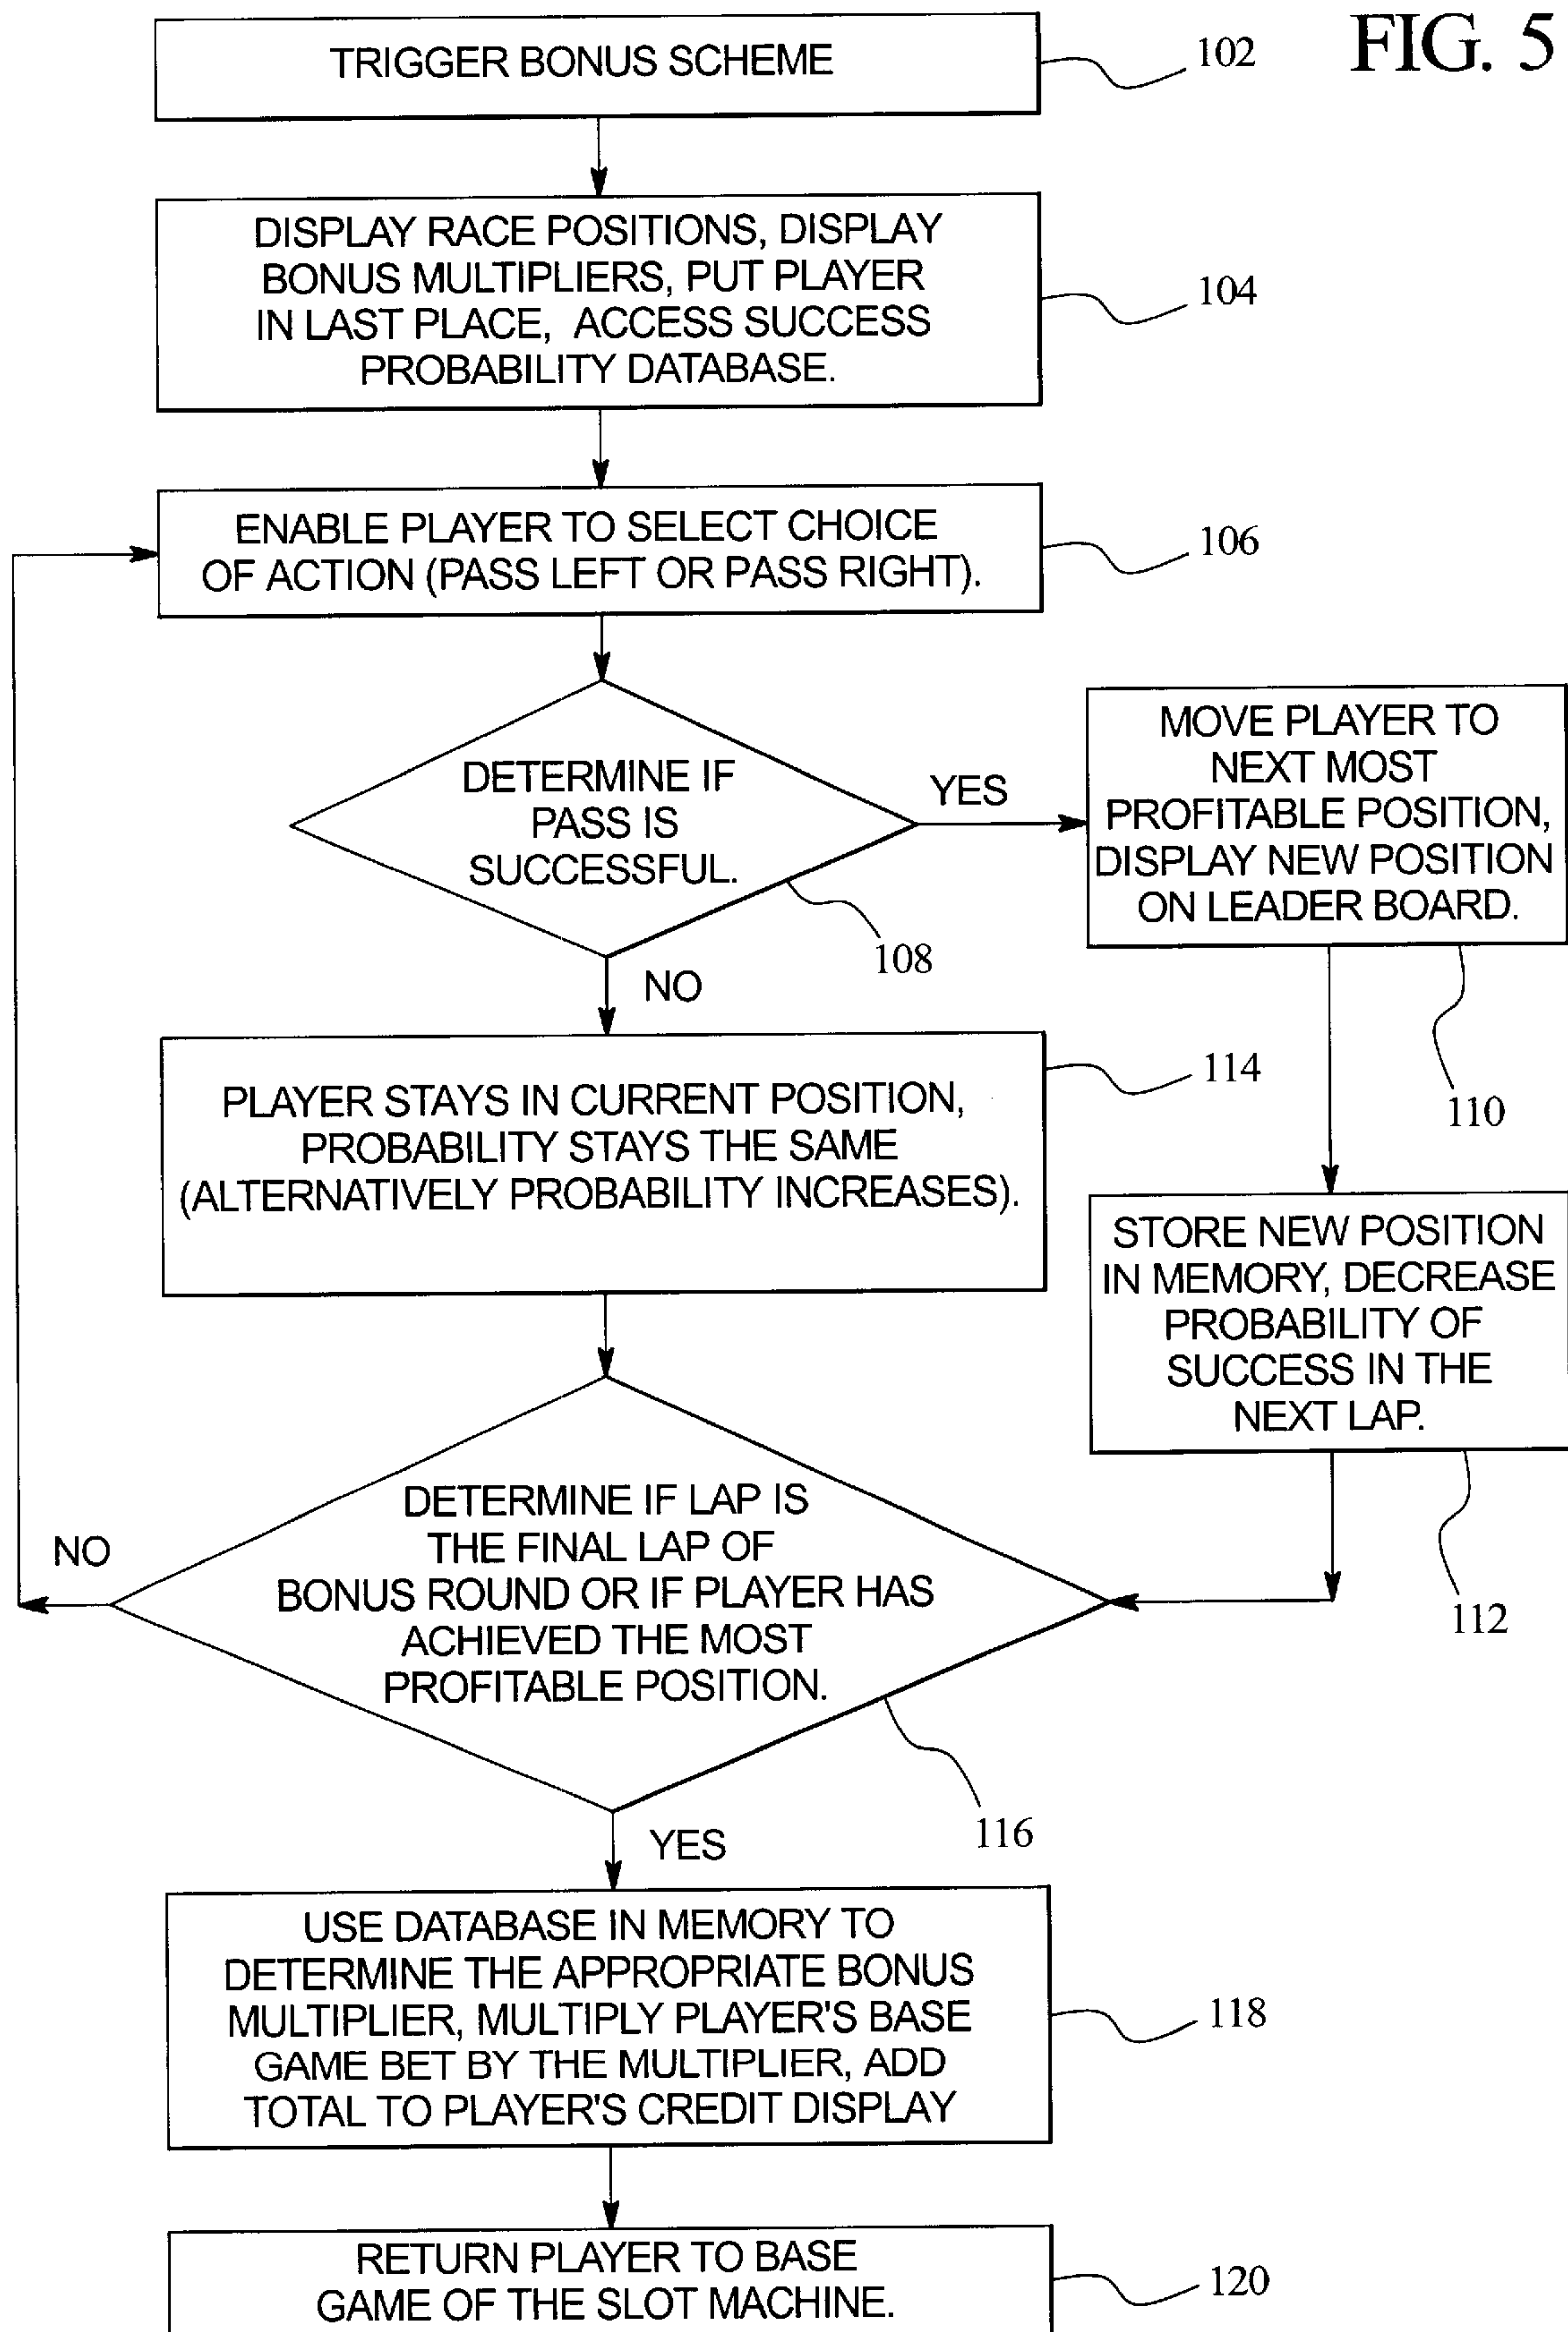 FIG. 5
TRIGGER BONUS SCHEME
102
DISPLAY RACE POSITIONS, DISPLAY
BONUS MULTIPLIERS, PUT PLAYER
IN LAST PLACE, ACCESS SUCCESS
PROBABILITY DATABASE.
104
ENABLE PLAYER TO SELECT CHOICE
OF ACTION (PASS LEFT OR PASS RIGHT).
106
DETERMINE IF
PASS IS
SUCCESSFUL.
108
YES
MOVE PLAYER TO
NEXT MOST
PROFITABLE POSITION,
DISPLAY NEW POSITION
ON LEADER BOARD.
110
NO
PLAYER STAYS IN CURRENT POSITION,
PROBABILITY STAYS THE SAME
(ALTERNATIVELY PROBABILITY INCREASES).
114
STORE NEW POSITION
IN MEMORY, DECREASE
PROBABILITY OF
SUCCESS IN THE
NEXT LAP.
112
DETERMINE IF LAP IS
THE FINAL LAP OF
BONUS ROUND OR IF PLAYER HAS
ACHIEVED THE MOST
PROFITABLE POSITION.
116
NO
YES
USE DATABASE IN MEMORY TO
DETERMINE THE APPROPRIATE BONUS
MULTIPLIER, MULTIPLY PLAYER'S BASE
GAME BET BY THE MULTIPLIER, ADD
TOTAL TO PLAYER'S CREDIT DISPLAY
118
RETURN PLAYER TO BASE
GAME OF THE SLOT MACHINE.
120